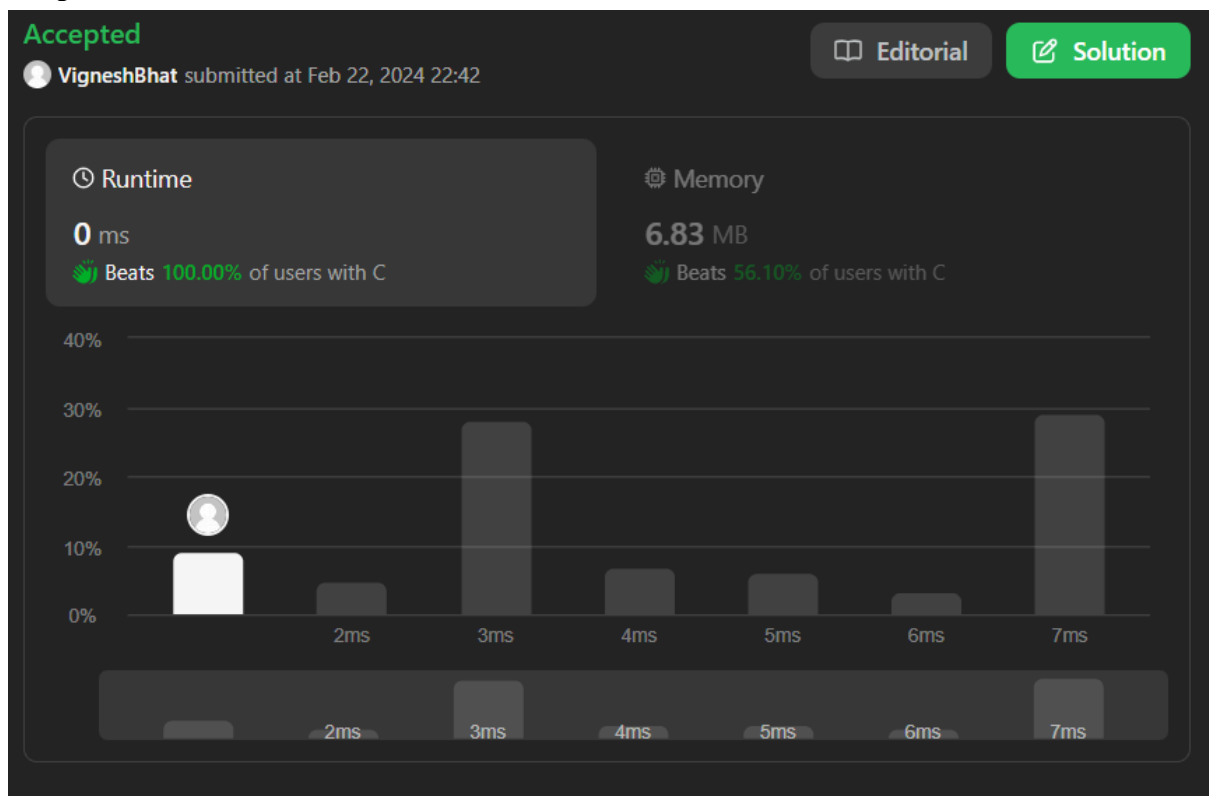 Accepted
Editorial
Solution
VigneshBhat submitted at Feb 22, 2024 22:42
Runtime
0 ms
Beats 100.00% of users with C
Memory
6.83 MB
Beats 56.10% of users with C
40%
30%
20%
10%
0%
2ms 3ms 4ms 5ms 6ms 7ms
2ms 3ms 4ms 5ms 6ms 7ms